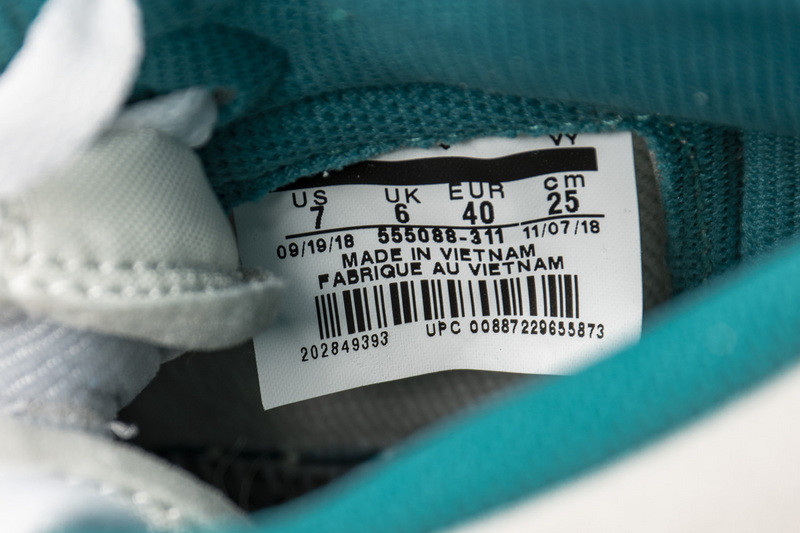 VY
US UK EUR cm
7 6 40 25
09/19/18 555088-311 11/07/18
MADE IN VIETNAM
FABRIQUE AU VIETNAM
202849393 UPC 00887229655873